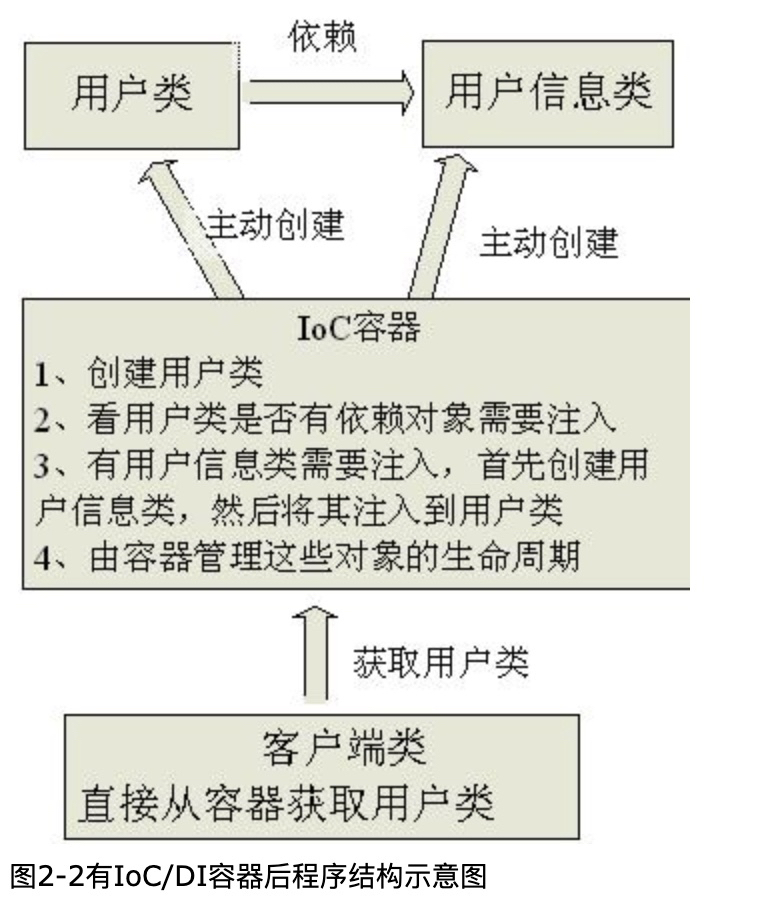 依赖
用户类
用户信息类
主动创建
主动创建
IoC容器
1、创建用户类
2、看用户类是否有依赖对象需要注入
3、有用户信息类需要注入，首先创建用
户信息类，然后将其注入到用户类
4、由容器管理这些对象的生命周期
获取用户类
客户端类
直接从容器获取用户类
图2-2有IoC/DI容器后程序结构示意图